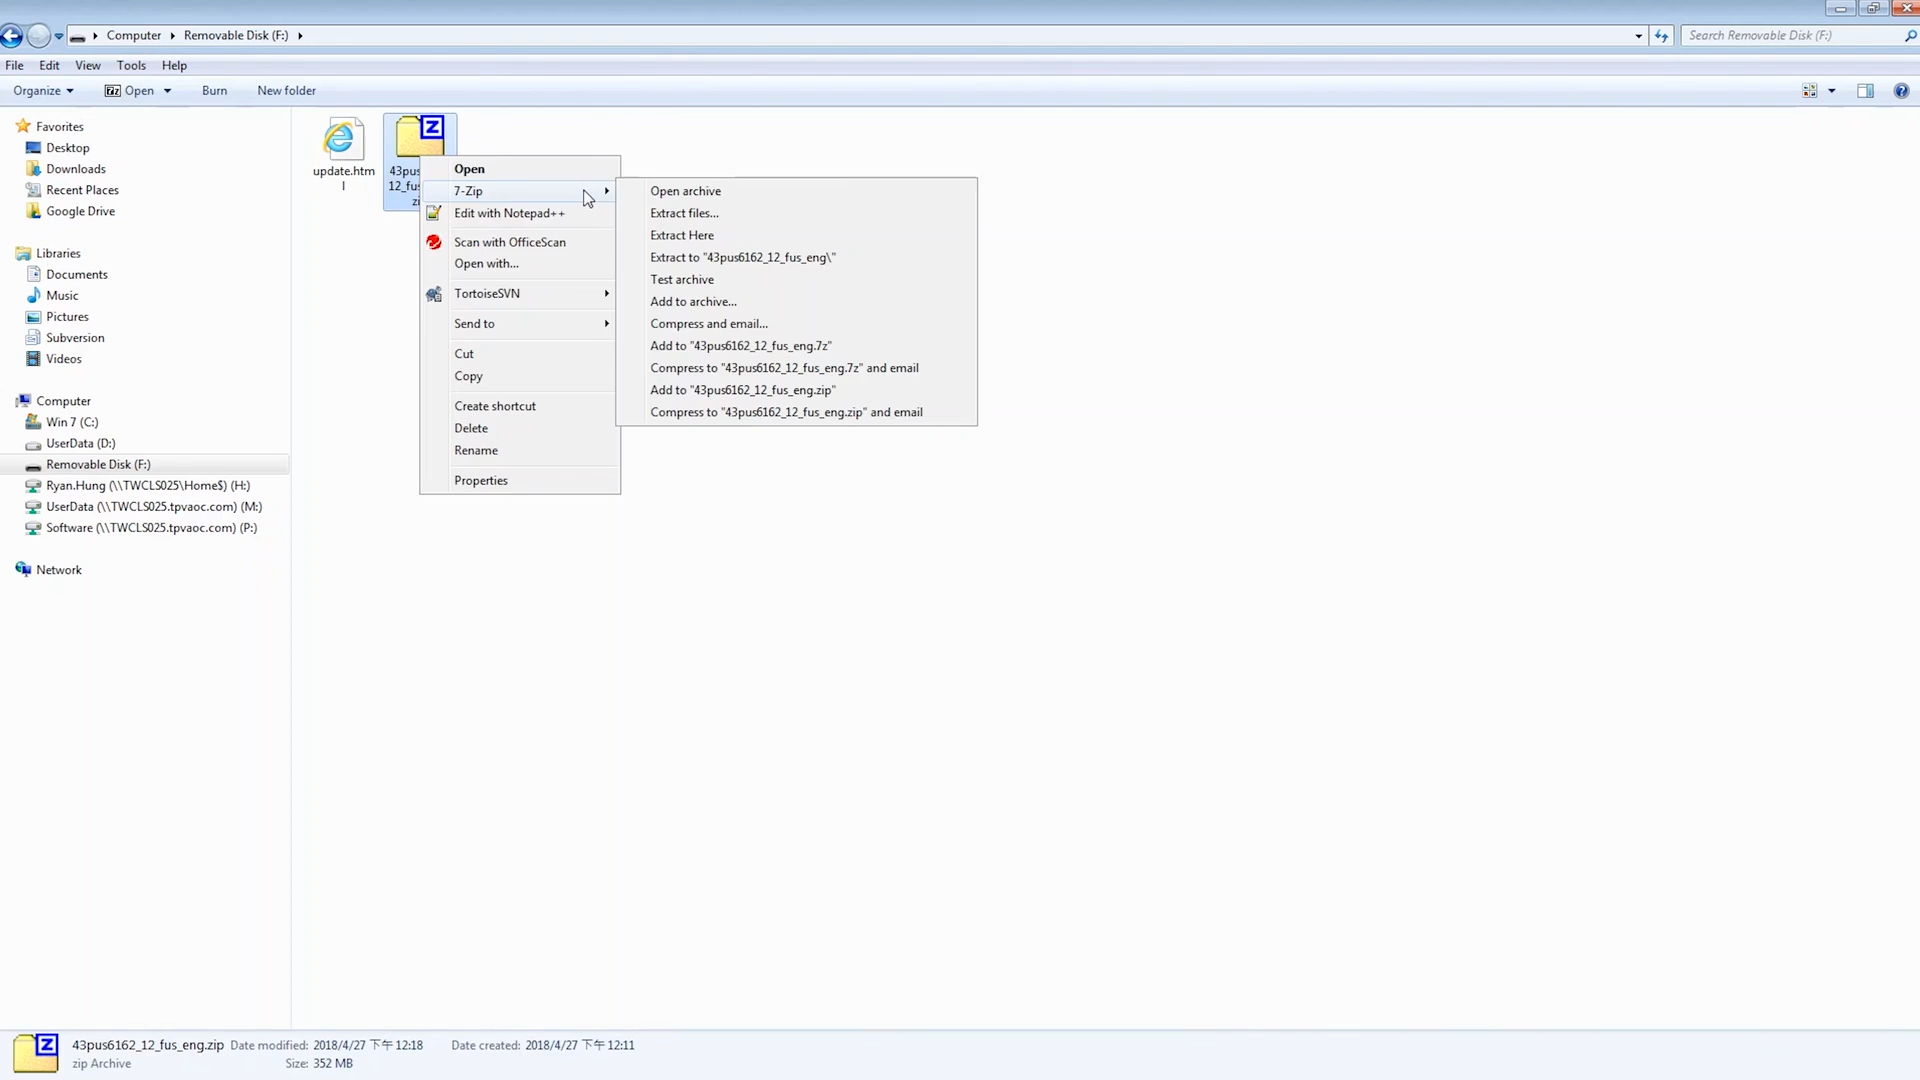 Computer Removable Disk (F:)
Search Removable Disk (F:)
File Edit View Tools Help
Organize Open Burn New folder
Favorites
Desktop
Downloads
Recent Places
Google Drive
Libraries
Documents
Music
Pictures
Subversion
Videos
Computer
Win 7 (C:)
UserData (D:)
Removable Disk (F:)
Ryan.Hung (\\TWCLS025\Home$) (H:)
UserData (\\TWCLS025.tpvaoc.com) (M:)
Software (\\TWCLS025.tpvaoc.com) (P:)
Network
update.htm
l
Z
43pus
12_fus
zi
Open
7-Zip
Edit with Notepad++
Scan with OfficeScan
Open with...
TortoiseSVN
Send to
Cut
Copy
Create shortcut
Delete
Rename
Properties
Open archive
Extract files...
Extract Here
Extract to "43pus6162_12_fus_eng\"
Test archive
Add to archive...
Compress and email...
Add to "43pus6162_12_fus_eng.7z"
Compress to "43pus6162_12_fus_eng.7z" and email
Add to "43pus6162_12_fus_eng.zip"
Compress to "43pus6162_12_fus_eng.zip" and email
Z
43pus6162_12_fus_eng.zip Date modified: 2018/4/27 下午 12:18 Date created: 2018/4/27 下午 12:11
zip Archive Size: 352 MB